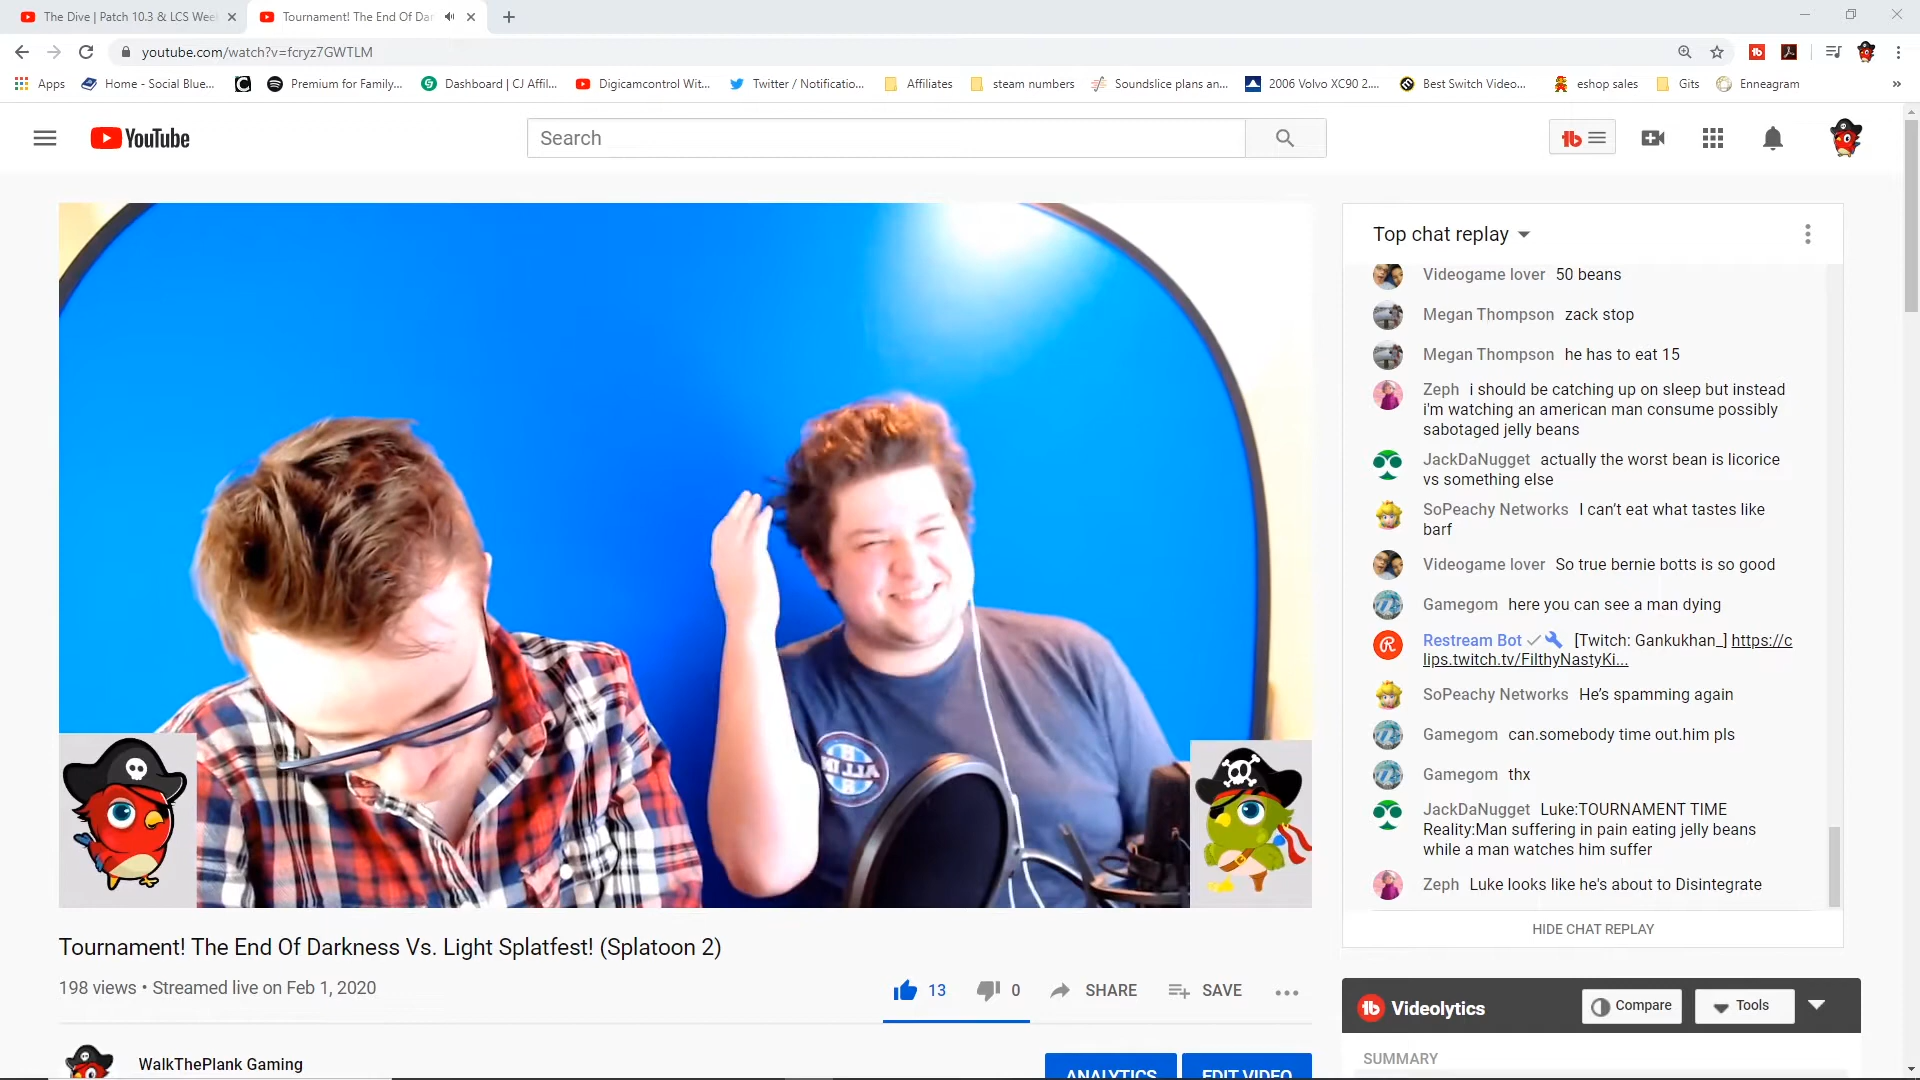 The Dive | Patch 10.3 & LCS Wee
Tournament! The End Of Dar
youtube.com/watch?v=fcryz7GWTLM
Apps
Home - Social Blue...
Premium for Family...
Dashboard | CJ Affil...
Digicamcontrol Wit...
Twitter / Notificatio...
Affiliates
steam numbers
Soundslice plans an...
2006 Volvo XC90 2....
Best Switch Video...
eshop sales
Gits
Enneagram
»
YouTube
Search
tb
Top chat replay
Videogame lover 50 beans
Megan Thompson zack stop
Megan Thompson he has to eat 15
Zeph i should be catching up on sleep but instead
i'm watching an american man consume possibly
sabotaged jelly beans
JackDaNugget actually the worst bean is licorice
vs something else
SoPeachy Networks I can't eat what tastes like
barf
Videogame lover So true bernie botts is so good
Gamegom here you can see a man dying
Restream Bot [Twitch: Gankukhan_] https://c
lips.twitch.tv/FilthyNastyKi...
SoPeachy Networks He's spamming again
Gamegom can.somebody time out.him pls
Gamegom thx
JackDaNugget Luke:TOURNAMENT TIME
Reality:Man suffering in pain eating jelly beans
while a man watches him suffer
Zeph Luke looks like he's about to Disintegrate
HIDE CHAT REPLAY
Tournament! The End Of Darkness Vs. Light Splatfest! (Splatoon 2)
198 views • Streamed live on Feb 1, 2020
13
0
SHARE
SAVE
WalkThePlank Gaming
ANALYTICS
EDIT VIDEO
tb Videolytics
Compare
Tools
SUMMARY